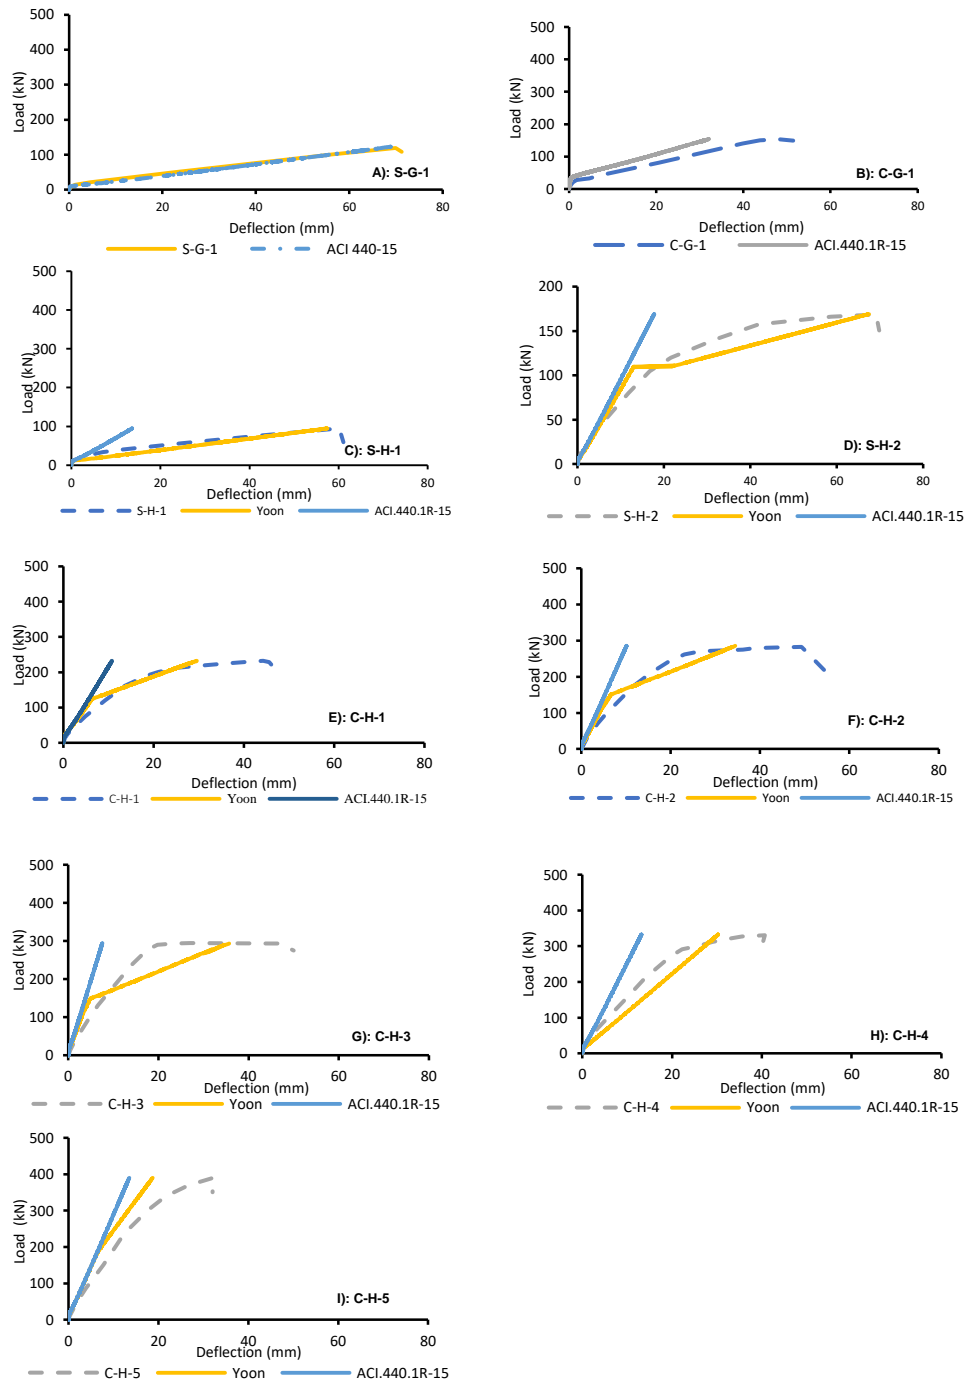 500
400
300
200
100
0
Load (kN)
0 20 40 60 80
Deflection (mm)
A): S-G-1
S-G-1 ACI 440-15
500
400
300
200
100
0
Load (kN)
0 20 40 60 80
Deflection (mm)
B): C-G-1
C-G-1 ACI.440.1R-15
500
400
300
200
100
0
Load (kN)
0 20 40 60 80
Deflection (mm)
C): S-H-1
S-H-1 Yoon ACI.440.1R-15
200
150
100
50
0
Load (kN)
0 20 40 60 80
Deflection (mm)
D): S-H-2
S-H-2 Yoon ACI.440.1R-15
500
400
300
200
100
0
Load (kN)
0 20 40 60 80
Deflection (mm)
E): C-H-1
C-H-1 Yoon ACI.440.1R-15
500
400
300
200
100
0
Load (kN)
0 20 40 60 80
Deflection (mm)
F): C-H-2
C-H-2 Yoon ACI.440.1R-15
500
400
300
200
100
0
Load (kN)
0 20 40 60 80
Deflection (mm)
G): C-H-3
C-H-3 Yoon ACI.440.1R-15
500
400
300
200
100
0
Load (kN)
0 20 40 60 80
Deflection (mm)
H): C-H-4
C-H-4 Yoon ACI.440.1R-15
500
400
300
200
100
0
Load (kN)
0 20 40 60 80
Deflection (mm)
I): C-H-5
C-H-5 Yoon ACI.440.1R-15